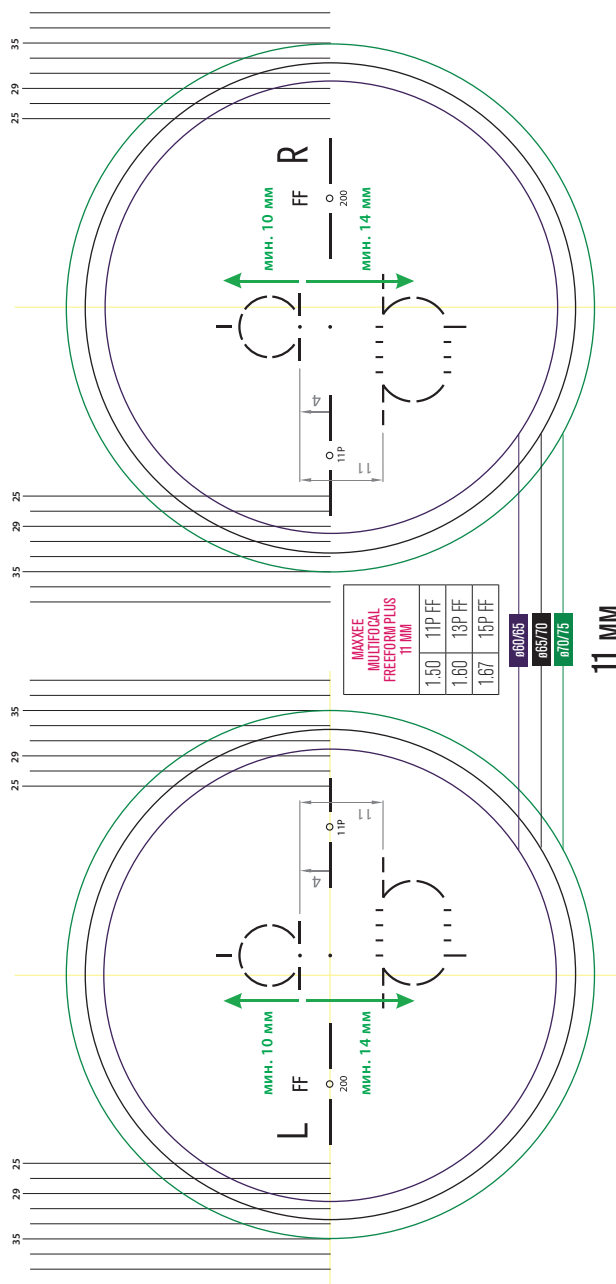 35 29 25 25 29 35 35 29 25 25 29 35
мин. 10 мм
мин. 10 мм
L FF
FF R
4
4
200
11P
11P
200
мин. 14 мм
11
11
мин. 14 мм
MAXXEE
MULTIFOCAL
FREEFORM PLUS
11 MM
1.50 11P FF
1.60 13P FF
1.67 15P FF
ø60/65
ø65/70
ø70/75
11 MM